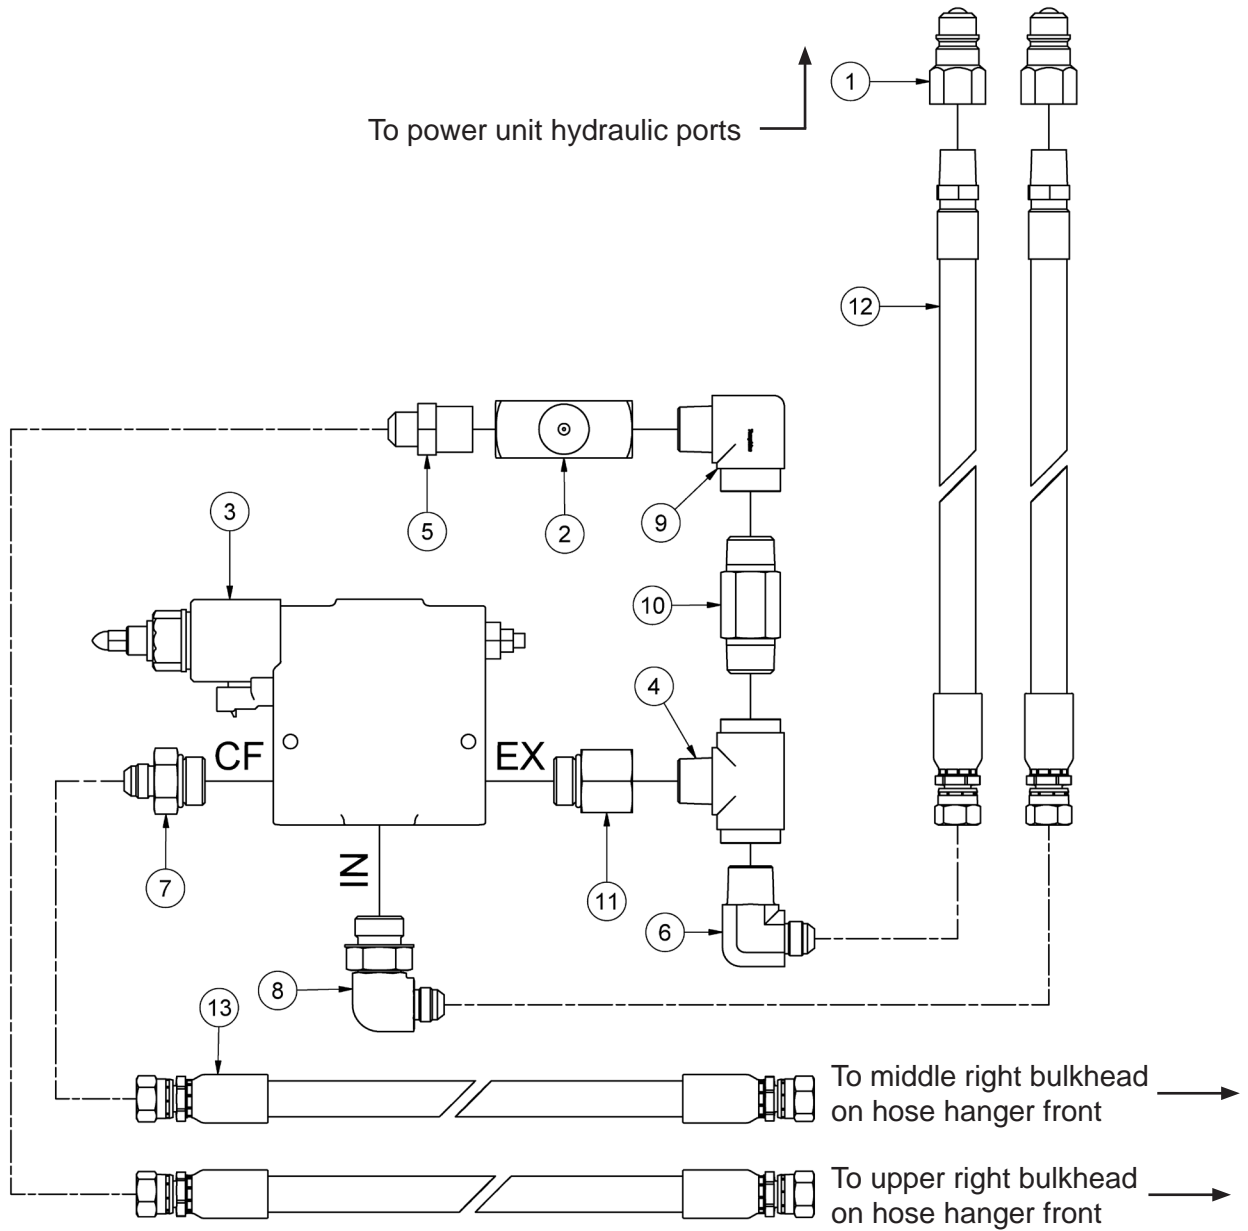 1
To power unit hydraulic ports
12
3
5
2
9
10
4
CF
EX
7
IN
11
6
8
13
To middle right bulkhead
on hose hanger front
To upper right bulkhead
on hose hanger front